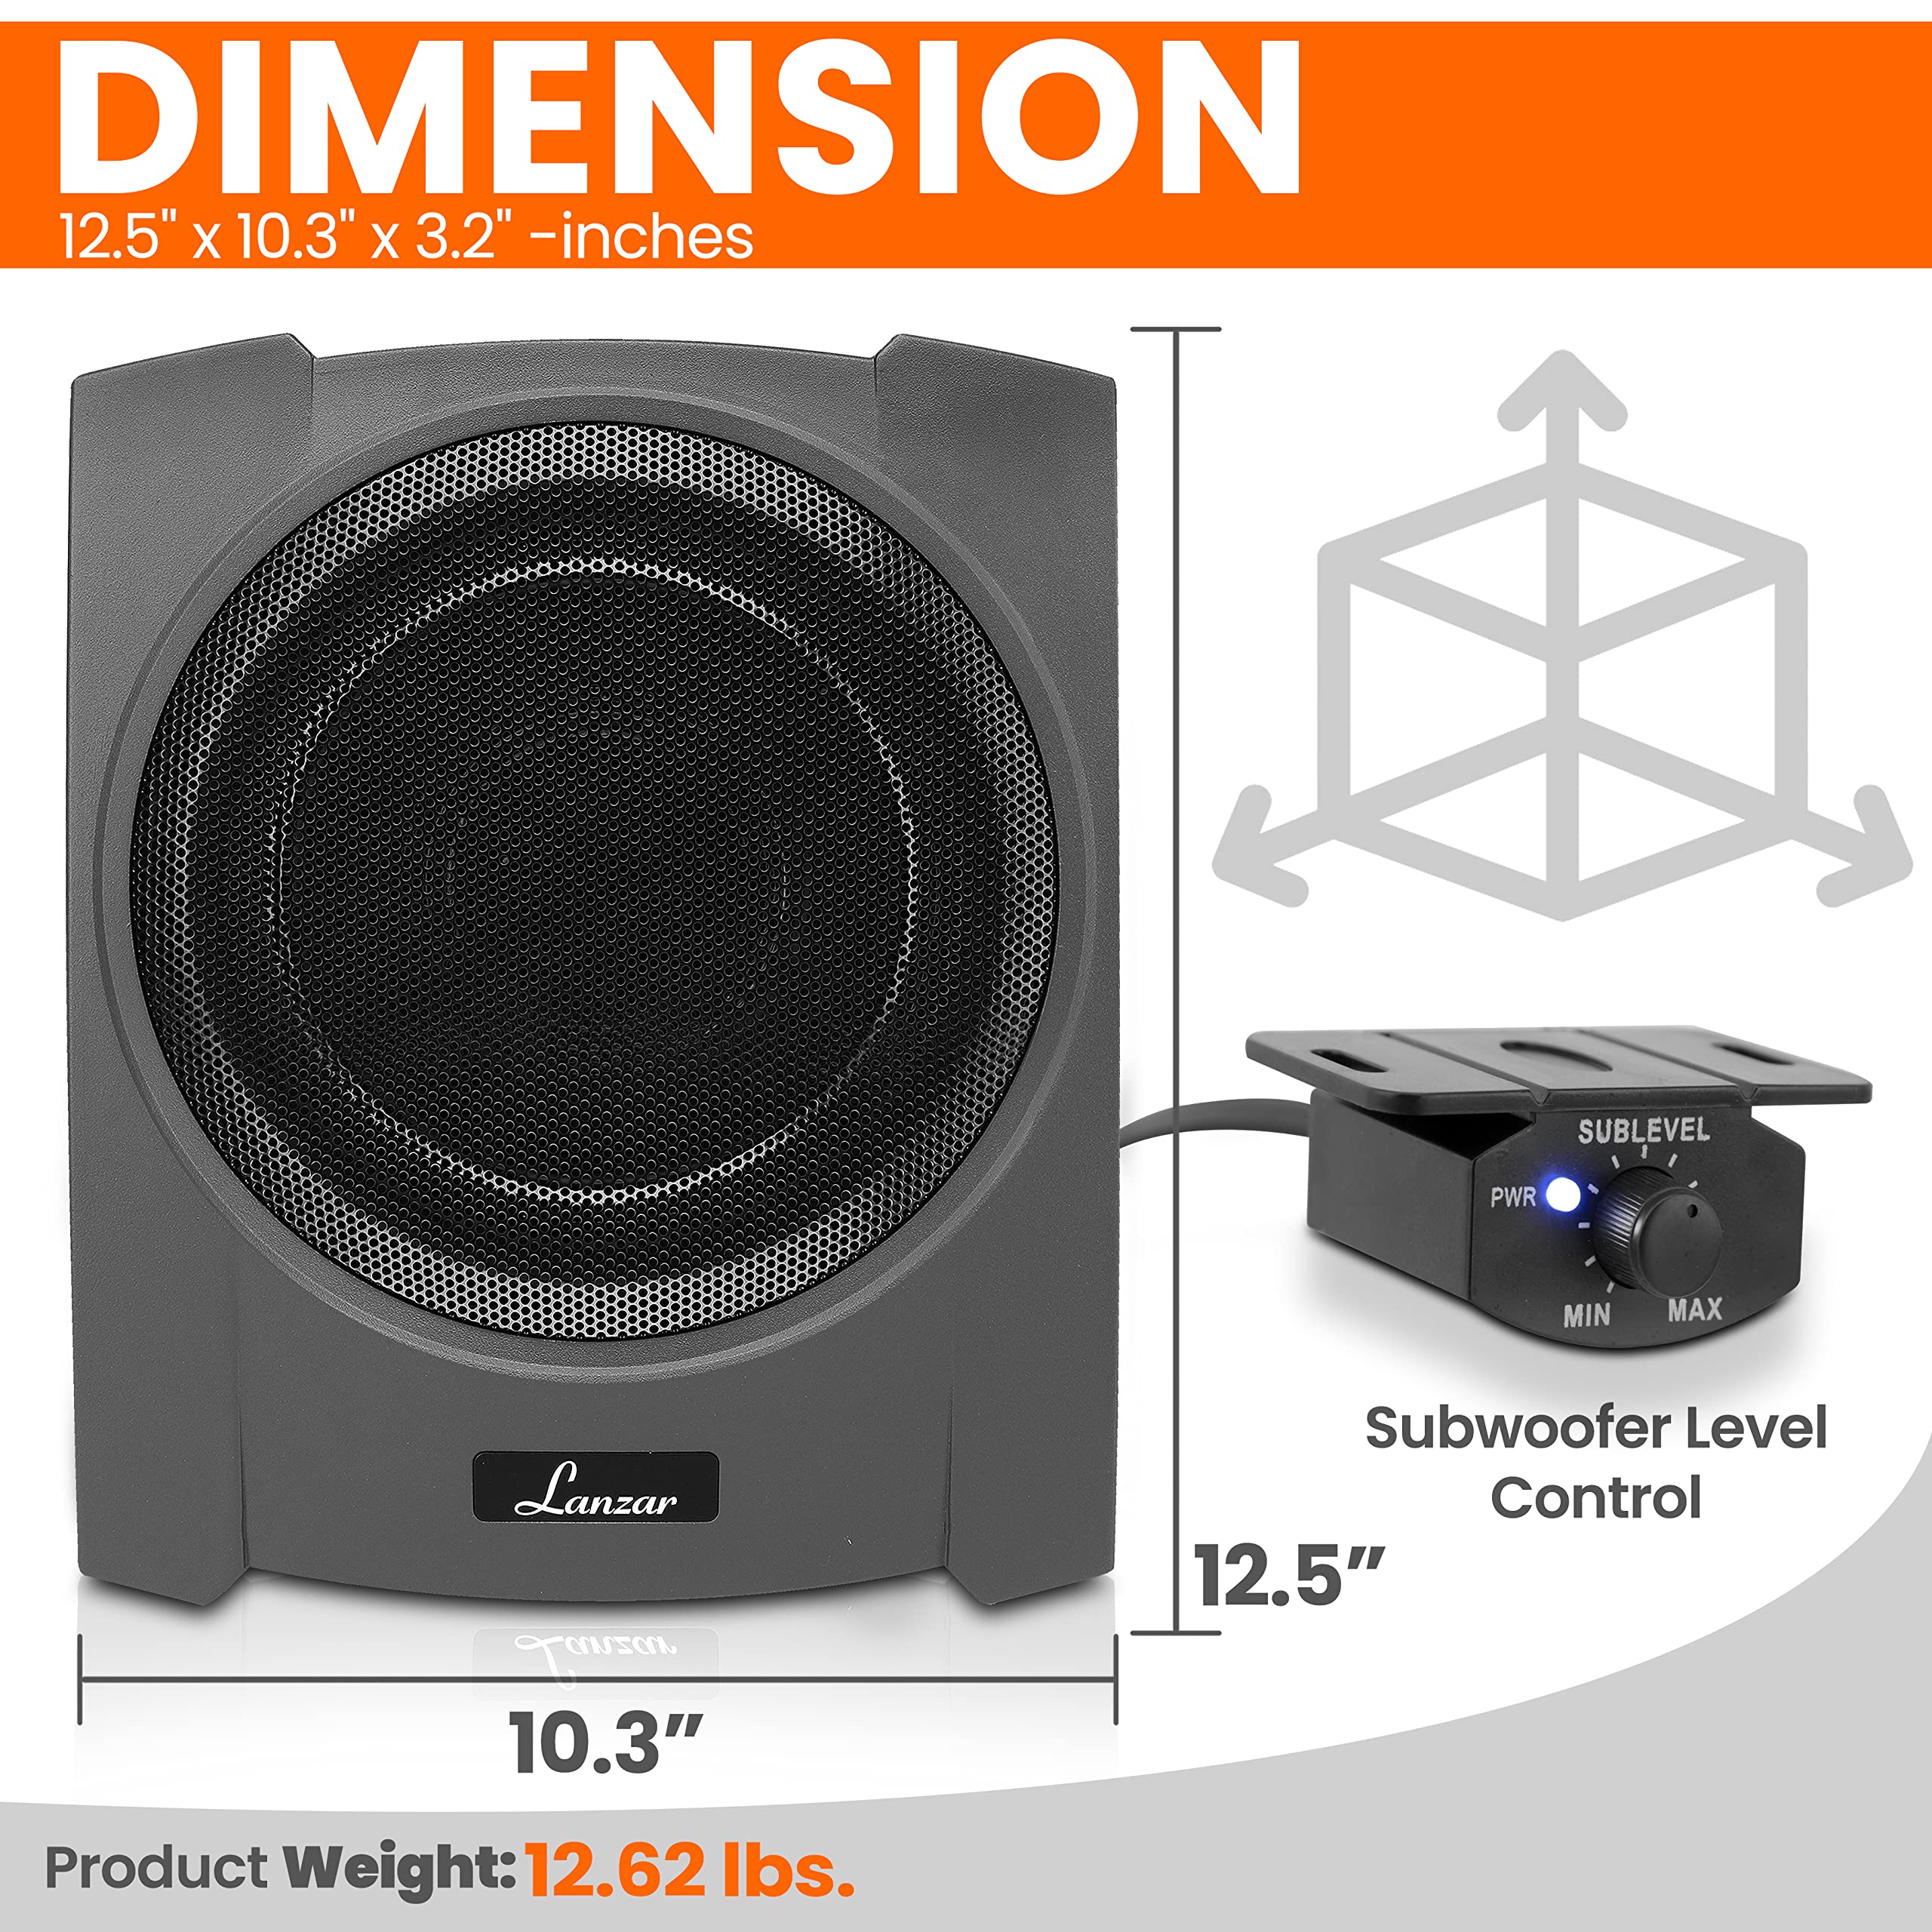 DIMENSION
12.5" x 10.3" x 3.2" -inches
SUBLEVEL
PWR
MIN MAX
Subwoofer Level
Control
Lanzar
12.5”
Lanzar
10.3”
Product Weight: 12.62 lbs.